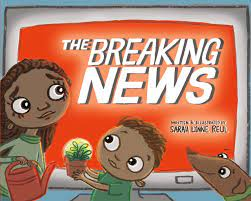 THE BREAKING
NEWS
WRITTEN & ILLUSTRATED BY
SARAH LYNNE REUL